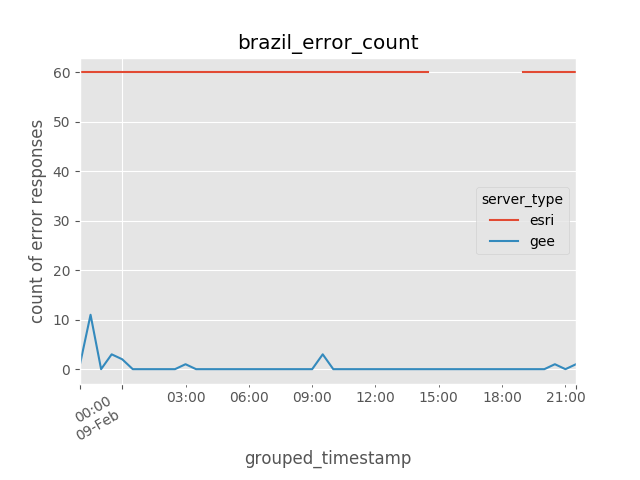 brazil_error_count
60
50
40
30
20
10
0
count of error responses
server_type
esri
gee
00:00
09-Feb
03:00
06:00
09:00
12:00
15:00
18:00
21:00
grouped_timestamp